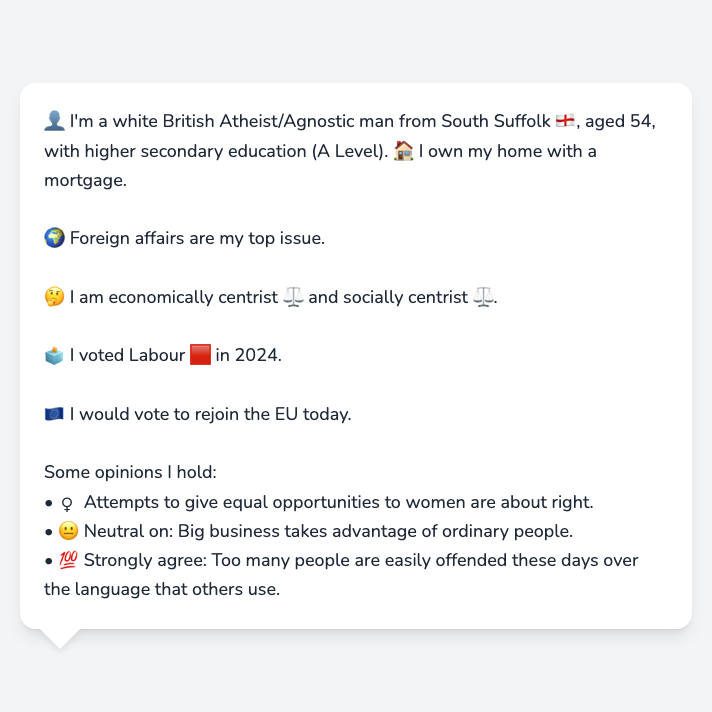 👤 I'm a white British Atheist/Agnostic man from South Suffolk 🏴󠁧󠁢󠁥󠁮󠁧󠁿, aged 54,
with higher secondary education (A Level). 🏠 I own my home with a
mortgage.
🌍 Foreign affairs are my top issue.
🤔 I am economically centrist ⚖️ and socially centrist ⚖️.
🗳️ I voted Labour 🟥 in 2024.
🇪🇺 I would vote to rejoin the EU today.
Some opinions I hold:
• ♀️ Attempts to give equal opportunities to women are about right.
• 😐 Neutral on: Big business takes advantage of ordinary people.
• 💯 Strongly agree: Too many people are easily offended these days over
the language that others use.